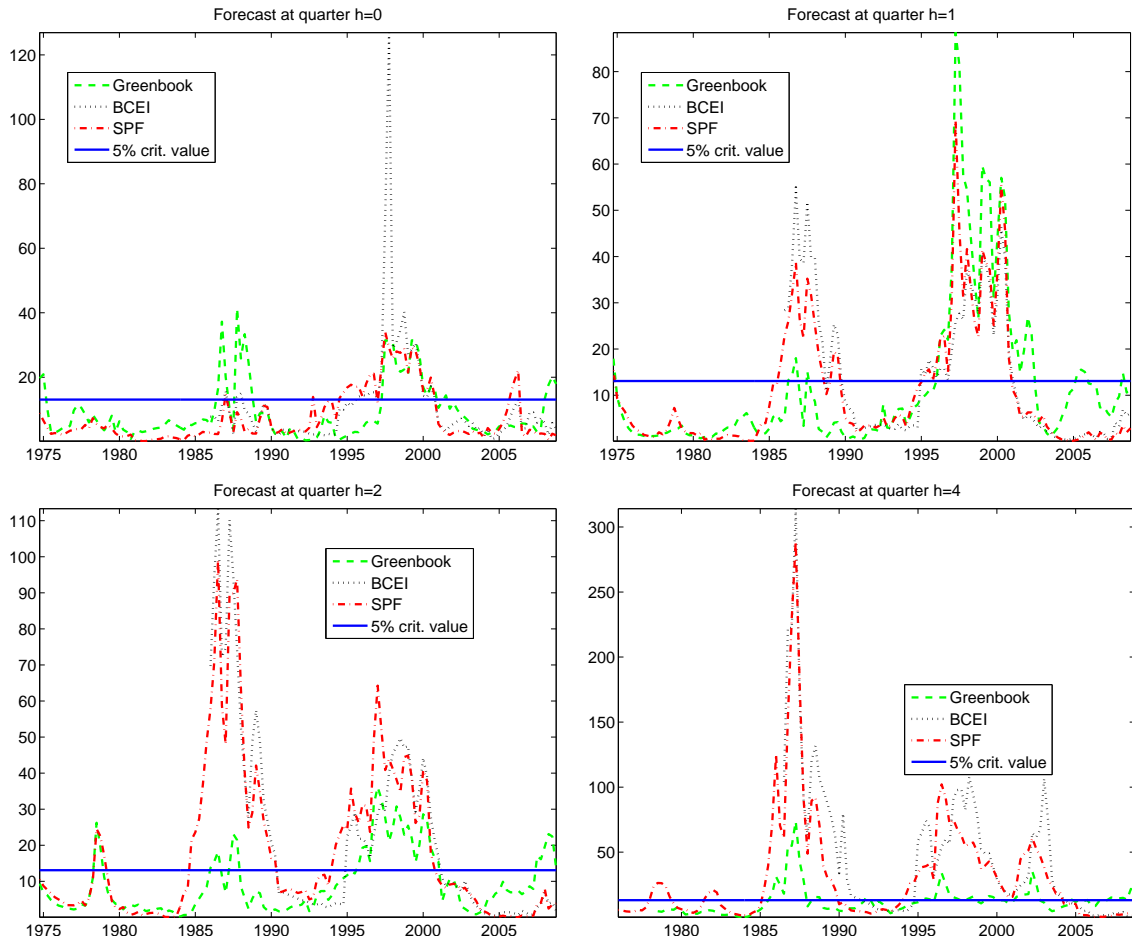 Forecast at quarter h=0
120
100
80
60
40
20
Greenbook
BCEI
SPF
5% crit. value
1975 1980 1985 1990 1995 2000 2005
Forecast at quarter h=1
80
70
60
50
40
30
20
10
Greenbook
BCEI
SPF
5% crit. value
1975 1980 1985 1990 1995 2000 2005
Forecast at quarter h=2
110
100
90
80
70
60
50
40
30
20
10
Greenbook
BCEI
SPF
5% crit. value
1975 1980 1985 1990 1995 2000 2005
Forecast at quarter h=4
300
250
200
150
100
50
Greenbook
BCEI
SPF
5% crit. value
1980 1985 1990 1995 2000 2005